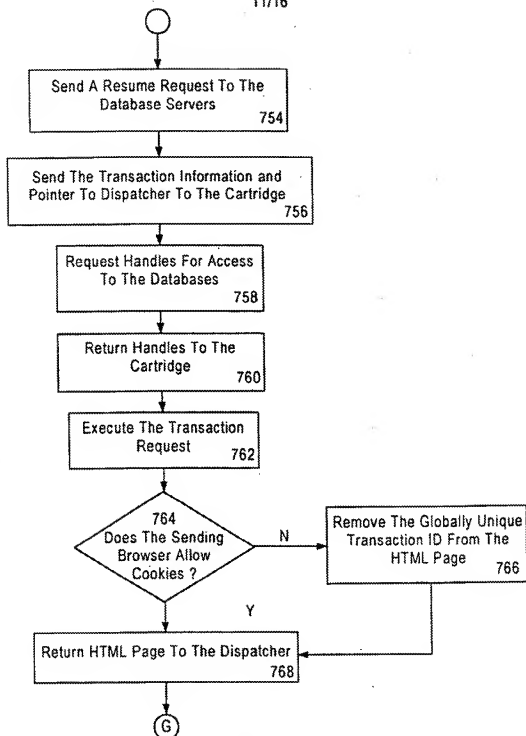 11/16
Send A Resume Request To The
Database Servers
754
Send The Transaction Information and
Pointer To Dispatcher To The Cartridge
756
Request Handles For Access
To The Databases
758
Return Handles To The
Cartridge
760
Execute The Transaction
Request
762
764
Does The Sending
Browser Allow
Cookies ?
N
Remove The Globally Unique
Transaction ID From The
HTML Page
766
Y
Return HTML Page To The Dispatcher
768
G